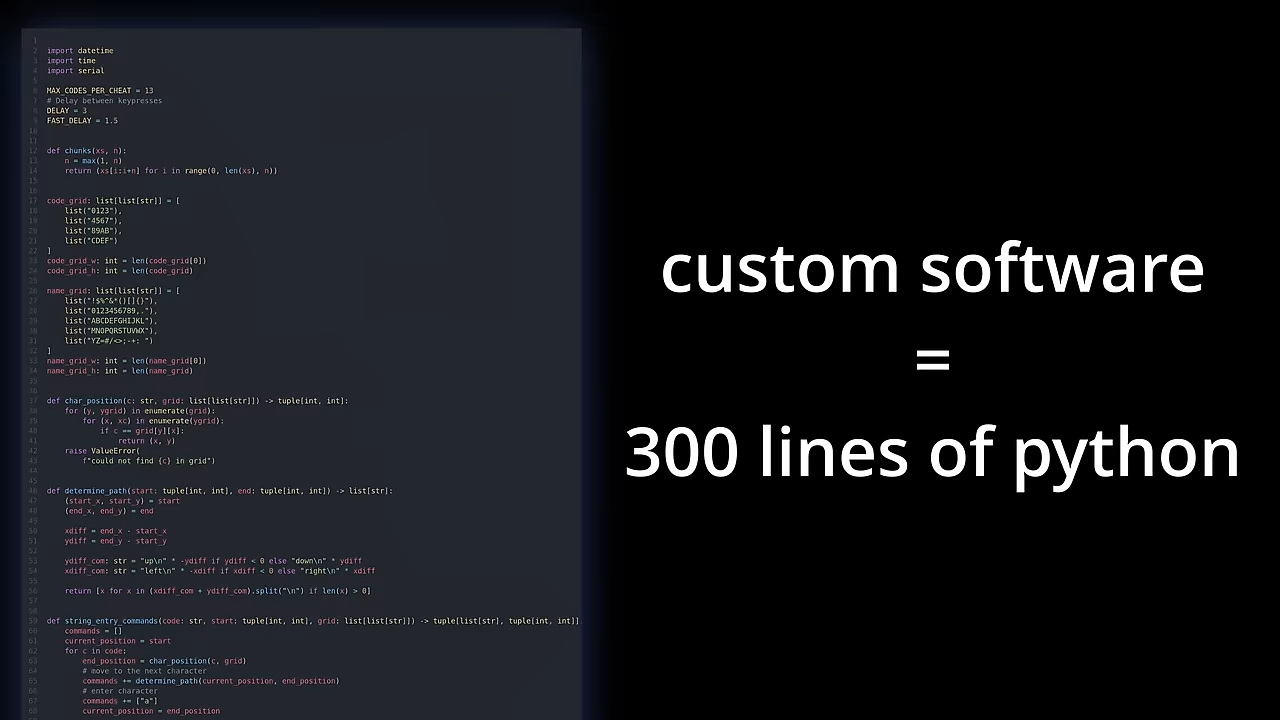 1
2 import datetime
3 import time
4 import serial
5
6 MAX_CODES_PER_CHEAT = 13
7 # Delay between keypresses
8 DELAY = 3
9 FAST_DELAY = 1.5
10
11
12 def chunks(xs, n):
13     n = max(1, n)
14     return (xs[i:i+n] for i in range(0, len(xs), n))
15
16
17 code_grid: list[list[str]] = [
18     list("0123"),
19     list("4567"),
20     list("89AB"),
21     list("CDEF")
22 ]
23 code_grid_w: int = len(code_grid[0])
24 code_grid_h: int = len(code_grid)
25
26 name_grid: list[list[str]] = [
27     list("!$%^&*()[]{}"),
28     list("0123456789,."),
29     list("ABCDEFGHIJKL"),
30     list("MNOPQRSTUVWX"),
31     list("YZ=#/<>;-+: ")
32 ]
33 name_grid_w: int = len(name_grid[0])
34 name_grid_h: int = len(name_grid)
35
36
37 def char_position(c: str, grid: list[list[str]]) -> tuple[int, int]:
38     for (y, ygrid) in enumerate(grid):
39         for (x, xc) in enumerate(ygrid):
40             if c == grid[y][x]:
41                 return (x, y)
42     raise ValueError(
43         f"could not find {c} in grid")
44
45
46 def determine_path(start: tuple[int, int], end: tuple[int, int]) -> list[str]:
47     (start_x, start_y) = start
48     (end_x, end_y) = end
49
50     xdiff = end_x - start_x
51     ydiff = end_y - start_y
52
53     ydiff_com: str = "up\n" * -ydiff if ydiff < 0 else "down\n" * ydiff
54     xdiff_com: str = "left\n" * -xdiff if xdiff < 0 else "right\n" * xdiff
55
56     return [x for x in (xdiff_com + ydiff_com).split("\n") if len(x) > 0]
57
58
59 def string_entry_commands(code: str, start: tuple[int, int], grid: list[list[str]]) -> tuple[list[str], tuple[int, int]]
60     commands = []
61     current_position = start
62     for c in code:
63         end_position = char_position(c, grid)
64         # move to the next character
65         commands += determine_path(current_position, end_position)
66         # enter character
67         commands += ["a"]
68         current_position = end_position
custom software
=
300 lines of python